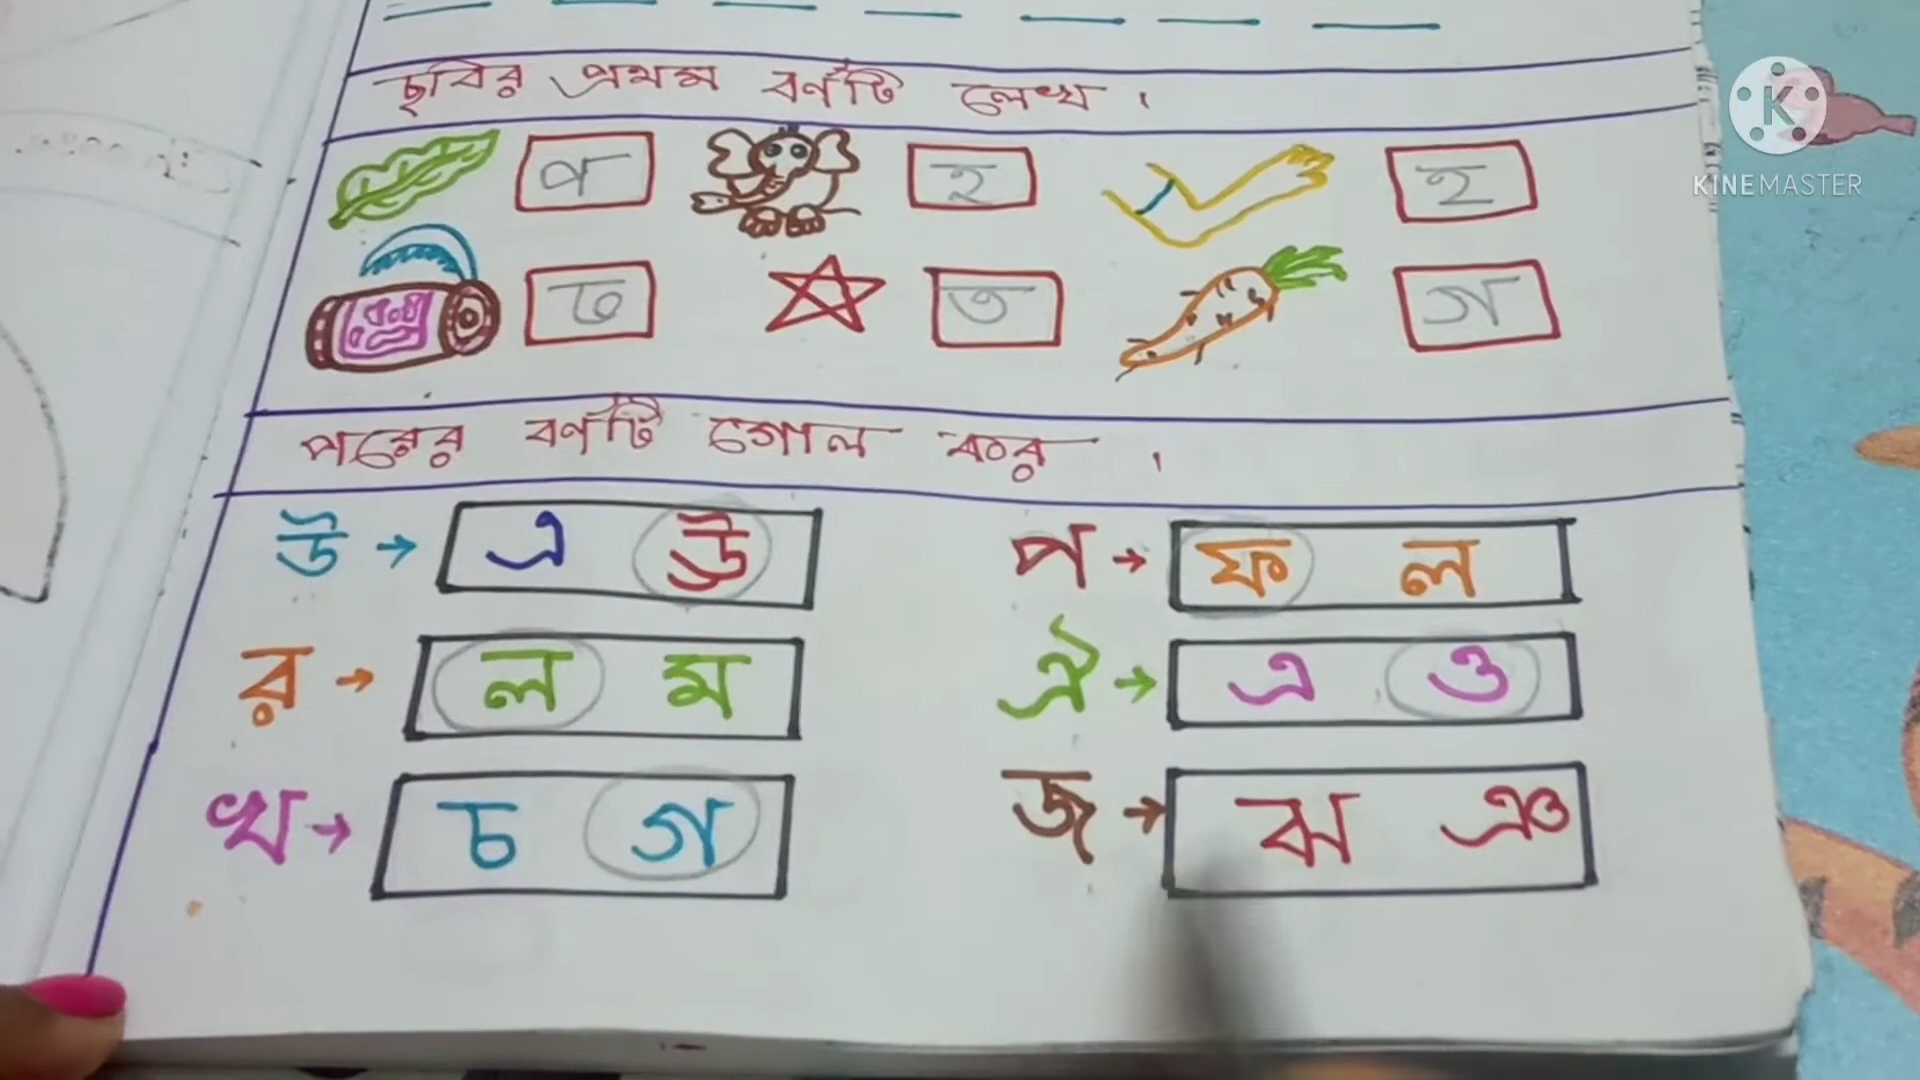 ছবির প্রথম বর্ণটি লেখ ।
প হ হ
ঢ ত গ
পরের বর্ণটি গোল কর ।
উ → এ ঊ প → ফ ল
র → ল ম ঐ → এ ও
খ → চ গ জ → ঝ ঞ
KINEMASTER